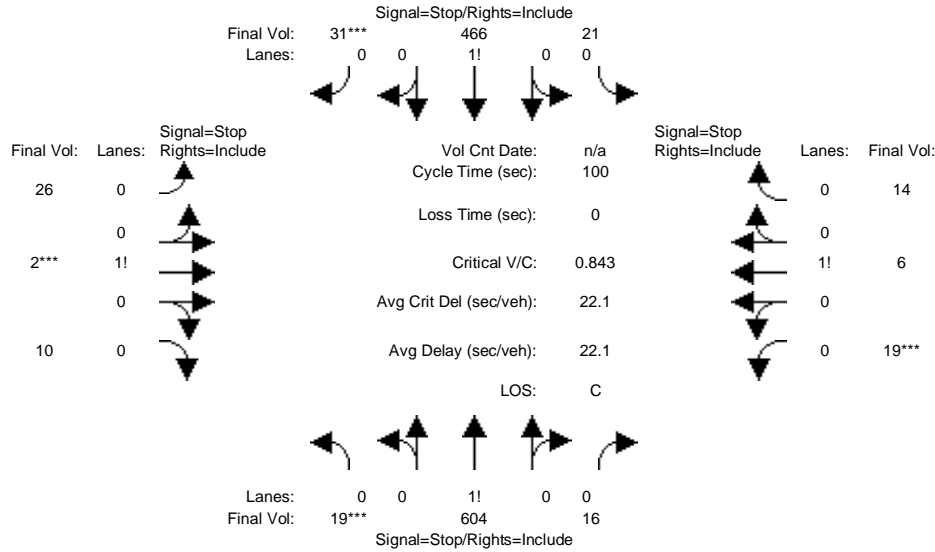 Signal=Stop/Rights=Include
Final Vol: 31*** 466 21
Lanes: 0 0 1! 0 0
Signal=Stop Signal=Stop
Final Vol: Lanes: Rights=Include Vol Cnt Date: n/a Rights=Include Lanes: Final Vol:
Cycle Time (sec): 100
26 0 0 14
Loss Time (sec): 0
0 0
2*** 1! Critical V/C: 0.843 1! 6
0 Avg Crit Del (sec/veh): 22.1 0
10 0 Avg Delay (sec/veh): 22.1 0 19***
LOS: C
Lanes: 0 0 1! 0 0
Final Vol: 19*** 604 16
Signal=Stop/Rights=Include